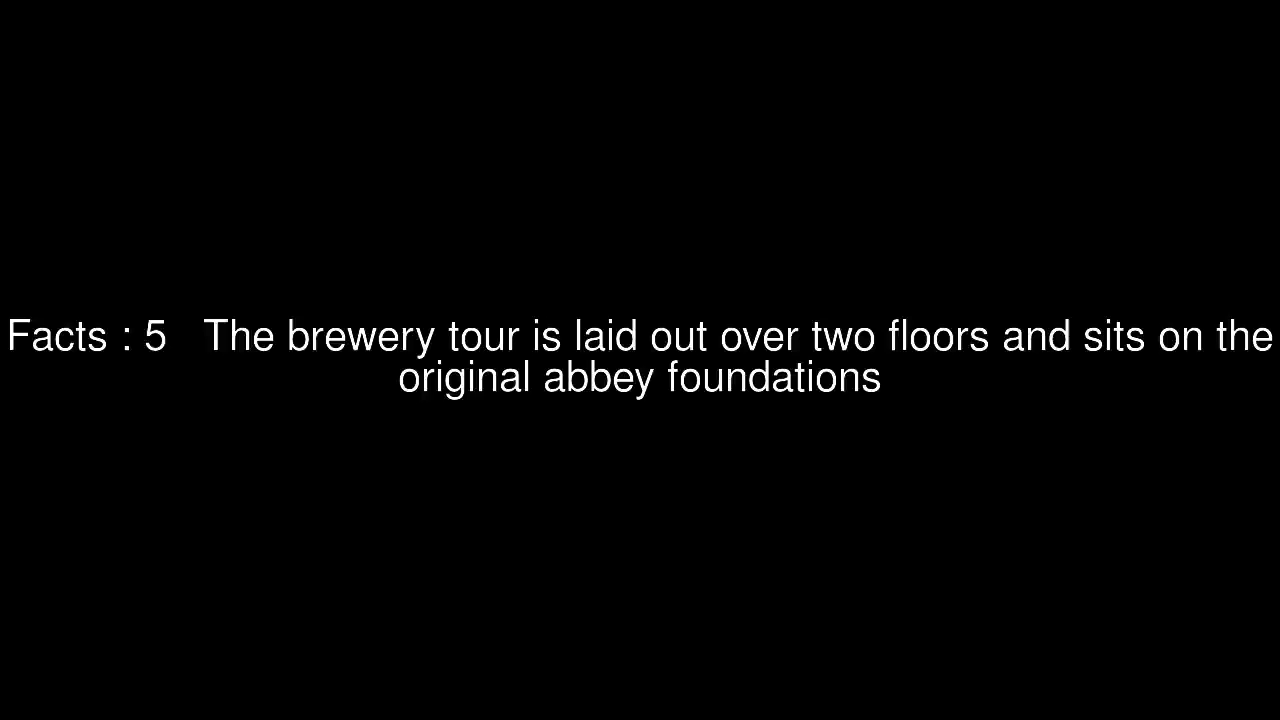 Facts : 5   The brewery tour is laid out over two floors and sits on the
original abbey foundations